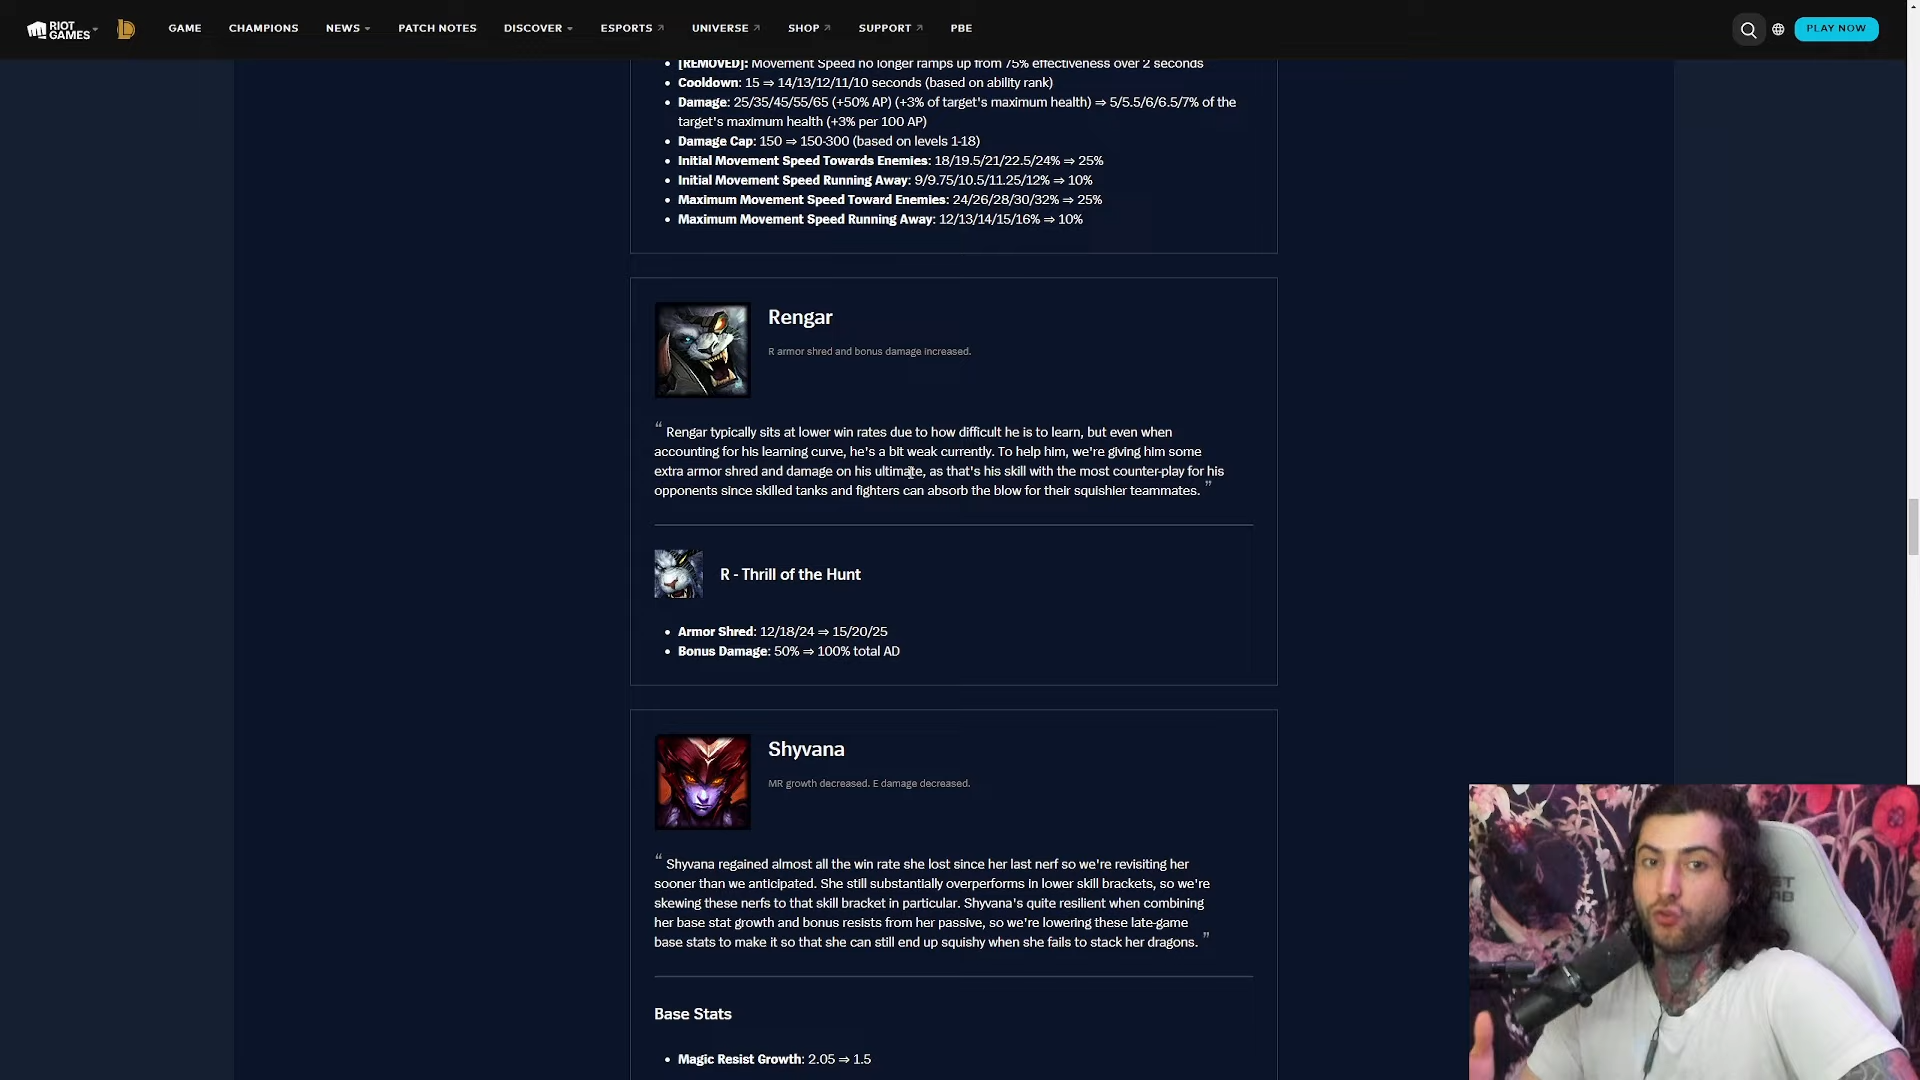 RIOT GAMES
GAME
CHAMPIONS
NEWS
PATCH NOTES
DISCOVER
ESPORTS
UNIVERSE
SHOP
SUPPORT
PBE
PLAY NOW
[REMOVED]: Movement Speed no longer ramps up from 75% effectiveness over 2 seconds
Cooldown: 15 ⇒ 14/13/12/11/10 seconds (based on ability rank)
Damage: 25/35/45/55/65 (+50% AP) (+3% of target's maximum health) ⇒ 5/5.5/6/6.5/7% of the
target's maximum health (+3% per 100 AP)
Damage Cap: 150 ⇒ 150-300 (based on levels 1-18)
Initial Movement Speed Towards Enemies: 18/19.5/21/22.5/24% ⇒ 25%
Initial Movement Speed Running Away: 9/9.75/10.5/11.25/12% ⇒ 10%
Maximum Movement Speed Toward Enemies: 24/26/28/30/32% ⇒ 25%
Maximum Movement Speed Running Away: 12/13/14/15/16% ⇒ 10%
Rengar
R armor shred and bonus damage increased.
“ Rengar typically sits at lower win rates due to how difficult he is to learn, but even when
accounting for his learning curve, he's a bit weak currently. To help him, we're giving him some
extra armor shred and damage on his ultimate, as that's his skill with the most counter-play for his
opponents since skilled tanks and fighters can absorb the blow for their squishier teammates. ”
R - Thrill of the Hunt
Armor Shred: 12/18/24 ⇒ 15/20/25
Bonus Damage: 50% ⇒ 100% total AD
Shyvana
MR growth decreased. E damage decreased.
“ Shyvana regained almost all the win rate she lost since her last nerf so we're revisiting her
sooner than we anticipated. She still substantially overperforms in lower skill brackets, so we're
skewing these nerfs to that skill bracket in particular. Shyvana's quite resilient when combining
her base stat growth and bonus resists from her passive, so we're lowering these late-game
base stats to make it so that she can still end up squishy when she fails to stack her dragons. ”
Base Stats
Magic Resist Growth: 2.05 ⇒ 1.5